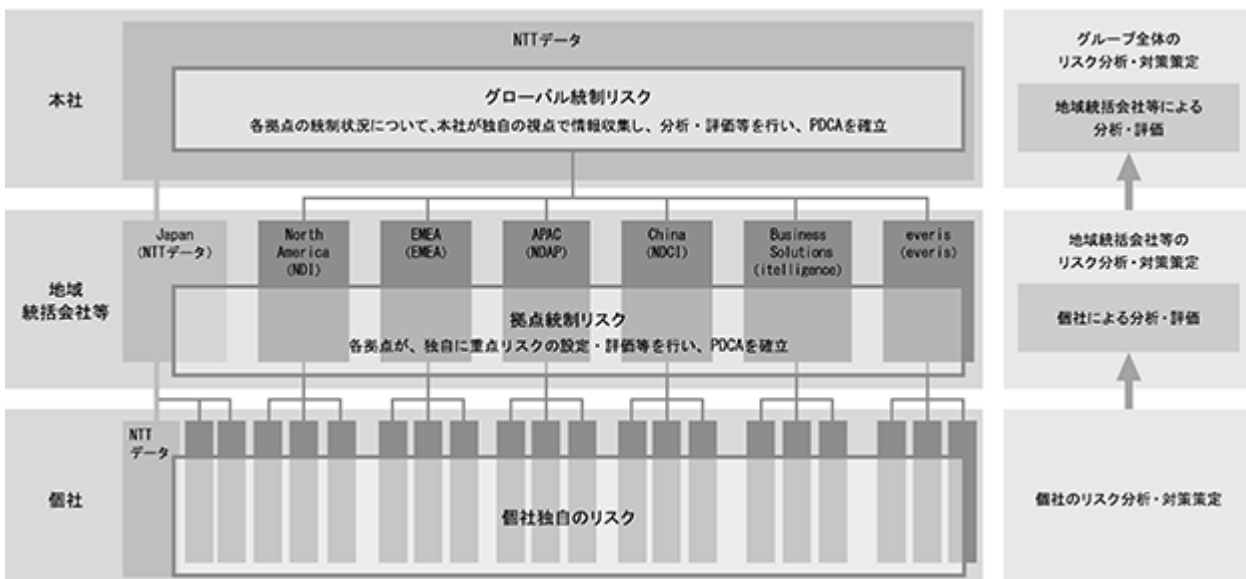 本社
NTTデータ
グローバル統制リスク
各拠点の統制状況について、本社が独自の視点で情報収集し、分析・評価等を行い、PDCAを確立
グループ全体の
リスク分析・対策策定
地域統括会社等による
分析・評価
地域
統括会社等
Japan
(NTTデータ)
North
America
(NDI)
EMEA
(EMEA)
APAC
(NDAP)
China
(NDCI)
Business
Solutions
(itelligence)
everis
(everis)
拠点統制リスク
各拠点が、独自に重点リスクの設定・評価等を行い、PDCAを確立
地域統括会社等の
リスク分析・対策策定
個社による分析・評価
個社
NTT
データ
個社独自のリスク
個社のリスク分析・対策策定